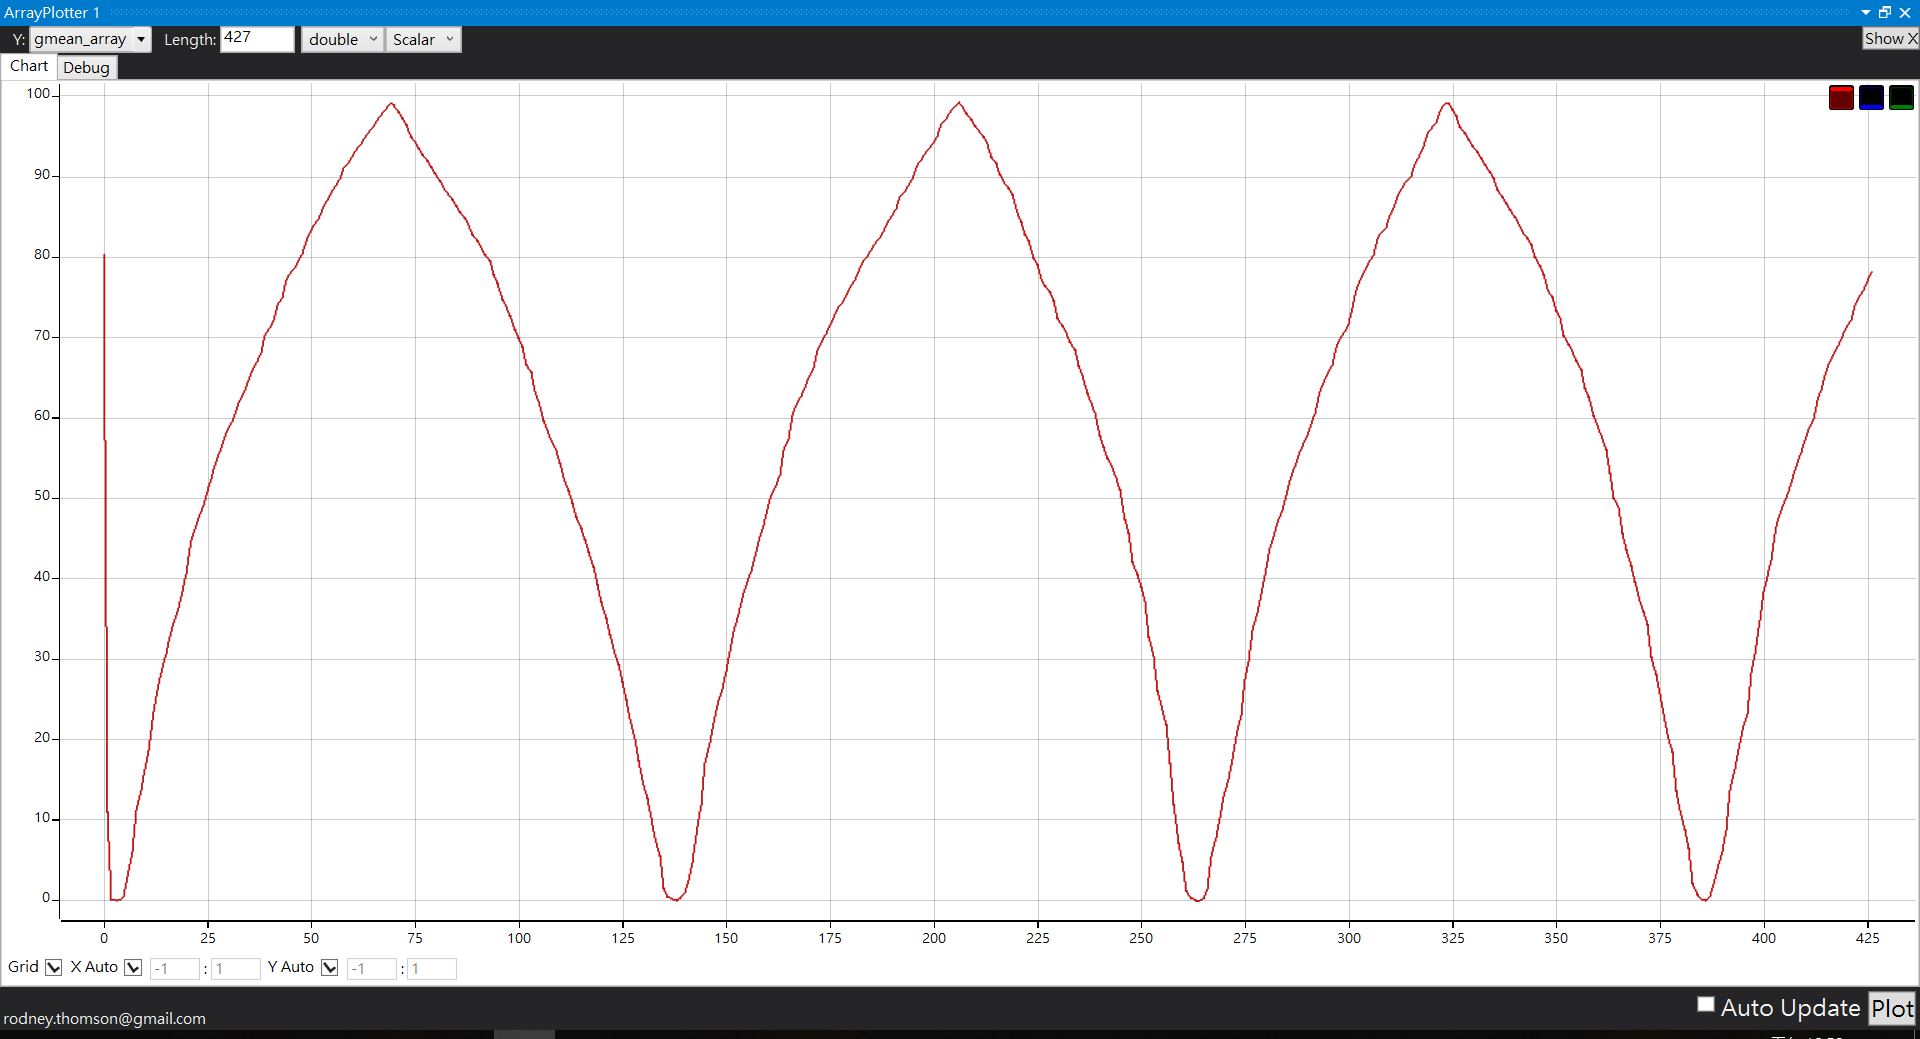 ArrayPlotter 1
Y: gmean_array Length: 427 double Scalar Show X
Chart Debug
100
90
80
70
60
50
40
30
20
10
0
0 25 50 75 100 125 150 175 200 225 250 275 300 325 350 375 400 425
Grid X Auto -1 : 1 Y Auto -1 : 1
Auto Update Plot
rodney.thomson@gmail.com